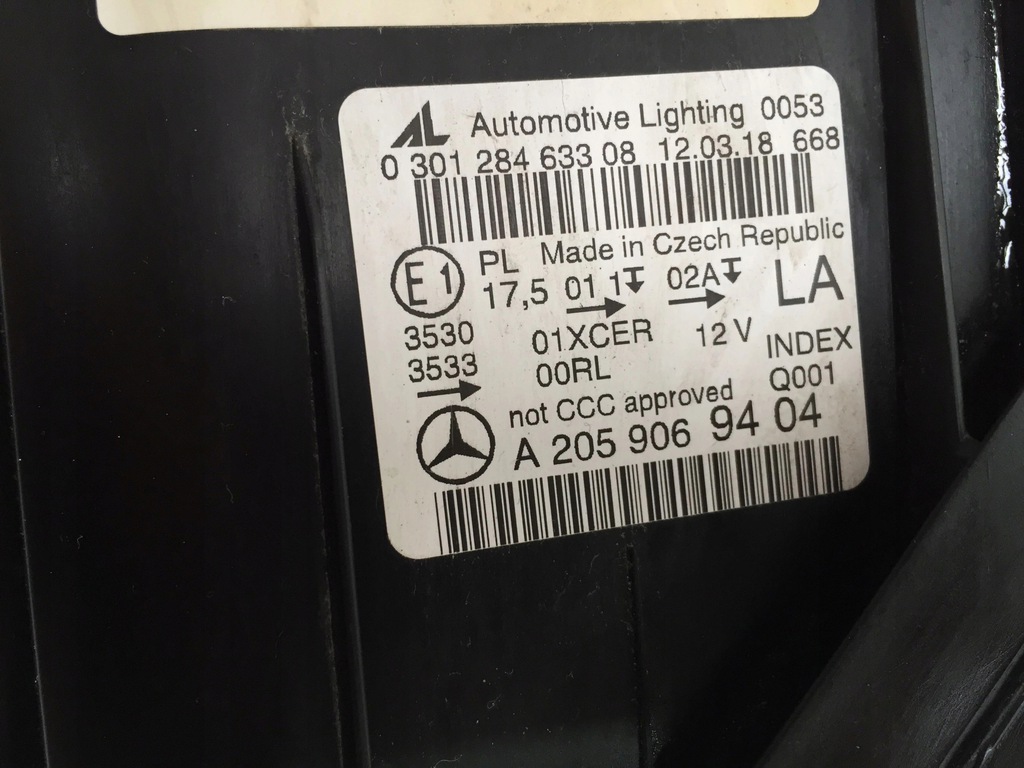 AL Automotive Lighting 0053
0 301 284 633 08 12.03.18 668
Made in Czech Republic
E1 PL 17,5 01 1 02A LA
3530 01XCER 12 V INDEX
3533 00RL Q001
not CCC approved
A 205 906 94 04